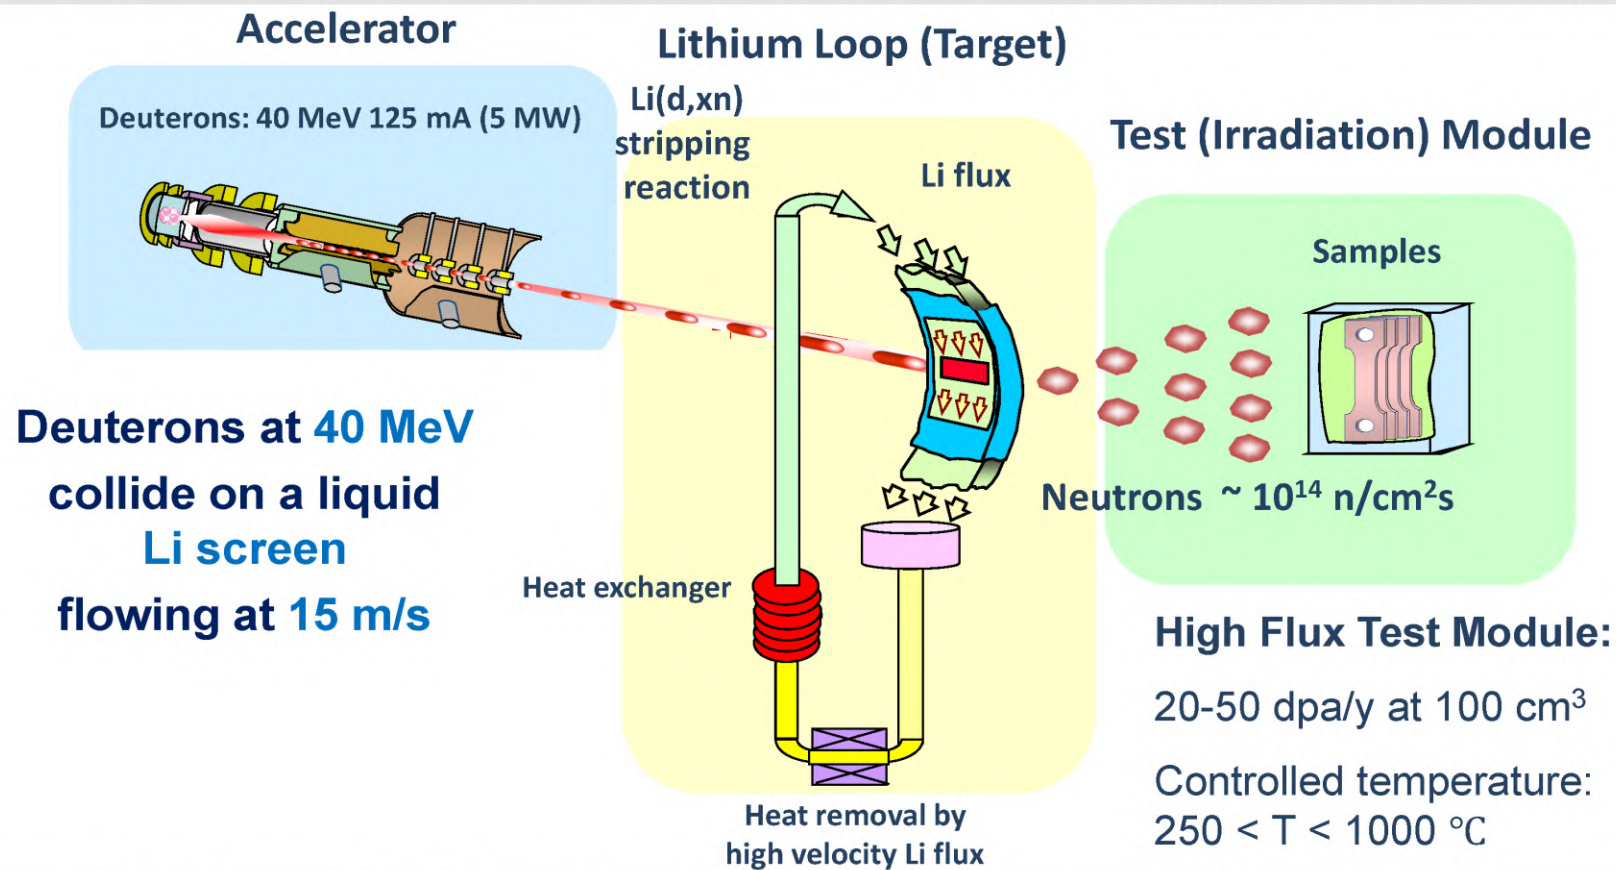 Accelerator
Deuterons: 40 MeV 125 mA (5 MW)
Lithium Loop (Target)
Li(d,xn)
stripping
reaction
Li flux
Test (Irradiation) Module
Samples
Neutrons ~ 10¹⁴ n/cm²s
Deuterons at 40 MeV
collide on a liquid
Li screen
flowing at 15 m/s
Heat exchanger
Heat removal by
high velocity Li flux
High Flux Test Module:
20-50 dpa/y at 100 cm³
Controlled temperature:
250 < T < 1000 °C